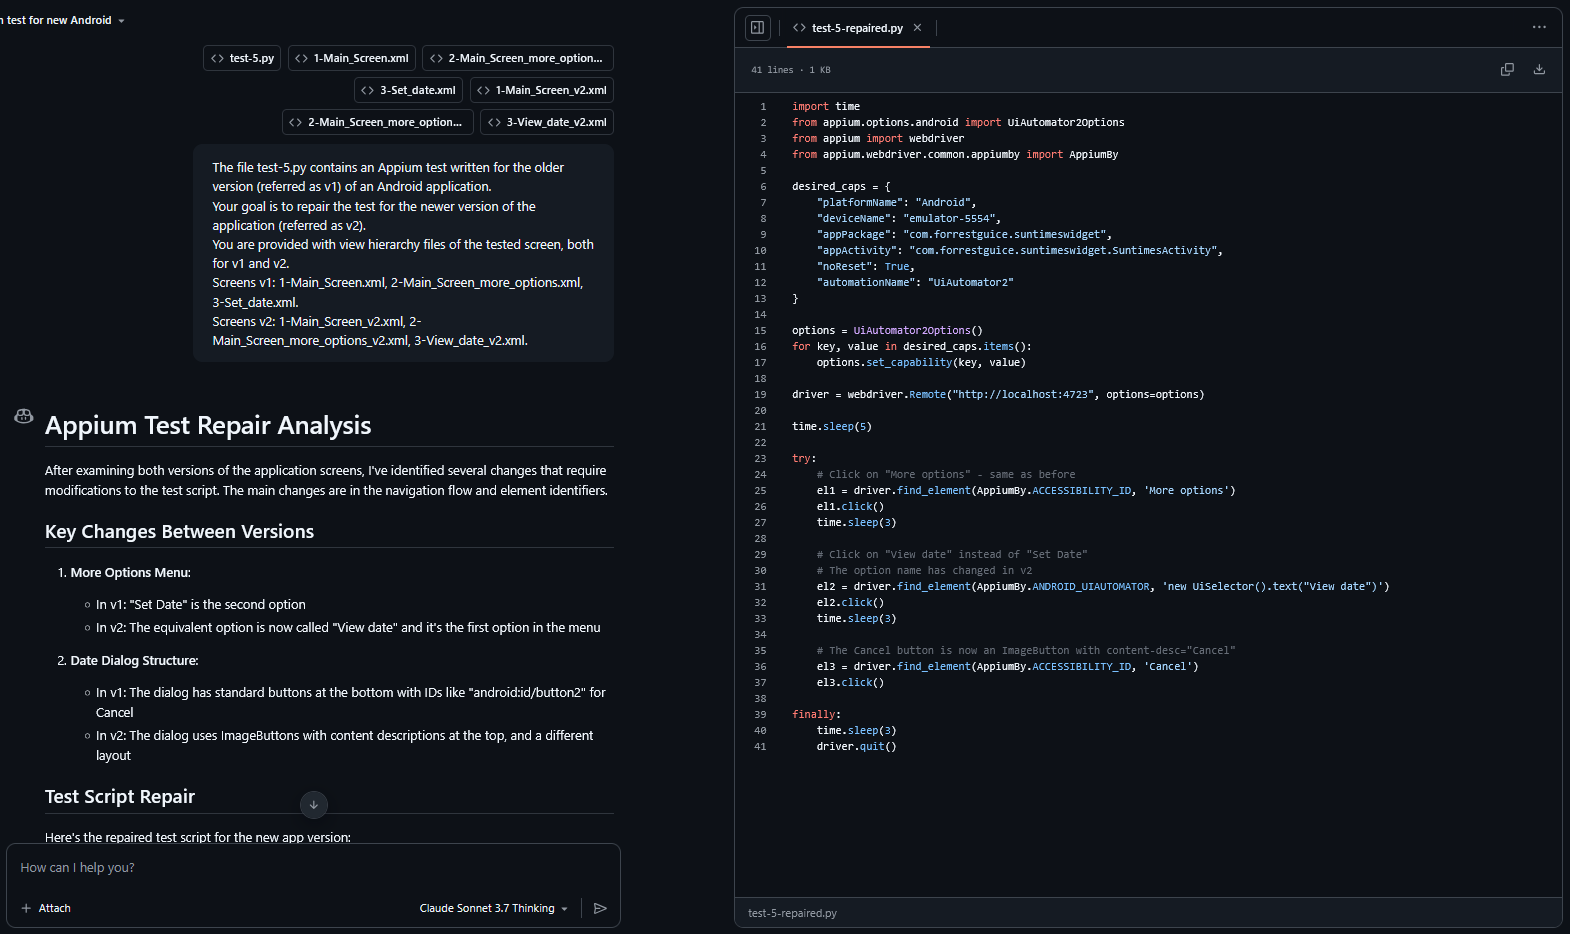 n test for new Android
test-5.py
1-Main_Screen.xml
2-Main_Screen_more_option...
3-Set_date.xml
1-Main_Screen_v2.xml
2-Main_Screen_more_option...
3-View_date_v2.xml
The file test-5.py contains an Appium test written for the older
version (referred as v1) of an Android application.
Your goal is to repair the test for the newer version of the
application (referred as v2).
You are provided with view hierarchy files of the tested screen, both
for v1 and v2.
Screens v1: 1-Main_Screen.xml, 2-Main_Screen_more_options.xml,
3-Set_date.xml.
Screens v2: 1-Main_Screen_v2.xml, 2-
Main_Screen_more_options_v2.xml, 3-View_date_v2.xml.
Appium Test Repair Analysis
After examining both versions of the application screens, I've identified several changes that require
modifications to the test script. The main changes are in the navigation flow and element identifiers.
Key Changes Between Versions
1. More Options Menu:
○ In v1: "Set Date" is the second option
○ In v2: The equivalent option is now called "View date" and it's the first option in the menu
2. Date Dialog Structure:
○ In v1: The dialog has standard buttons at the bottom with IDs like "android:id/button2" for
Cancel
○ In v2: The dialog uses ImageButtons with content descriptions at the top, and a different
layout
Test Script Repair
Here's the repaired test script for the new app version:
How can I help you?
+ Attach
Claude Sonnet 3.7 Thinking
test-5-repaired.py
41 lines · 1 KB
1 import time
2 from appium.options.android import UiAutomator2Options
3 from appium import webdriver
4 from appium.webdriver.common.appiumby import AppiumBy
5
6 desired_caps = {
7     "platformName": "Android",
8     "deviceName": "emulator-5554",
9     "appPackage": "com.forrestguice.suntimeswidget",
10     "appActivity": "com.forrestguice.suntimeswidget.SuntimesActivity",
11     "noReset": True,
12     "automationName": "UiAutomator2"
13 }
14
15 options = UiAutomator2Options()
16 for key, value in desired_caps.items():
17     options.set_capability(key, value)
18
19 driver = webdriver.Remote("http://localhost:4723", options=options)
20
21 time.sleep(5)
22
23 try:
24     # Click on "More options" - same as before
25     el1 = driver.find_element(AppiumBy.ACCESSIBILITY_ID, 'More options')
26     el1.click()
27     time.sleep(3)
28
29     # Click on "View date" instead of "Set Date"
30     # The option name has changed in v2
31     el2 = driver.find_element(AppiumBy.ANDROID_UIAUTOMATOR, 'new UiSelector().text("View date")')
32     el2.click()
33     time.sleep(3)
34
35     # The Cancel button is now an ImageButton with content-desc="Cancel"
36     el3 = driver.find_element(AppiumBy.ACCESSIBILITY_ID, 'Cancel')
37     el3.click()
38
39 finally:
40     time.sleep(3)
41     driver.quit()
test-5-repaired.py